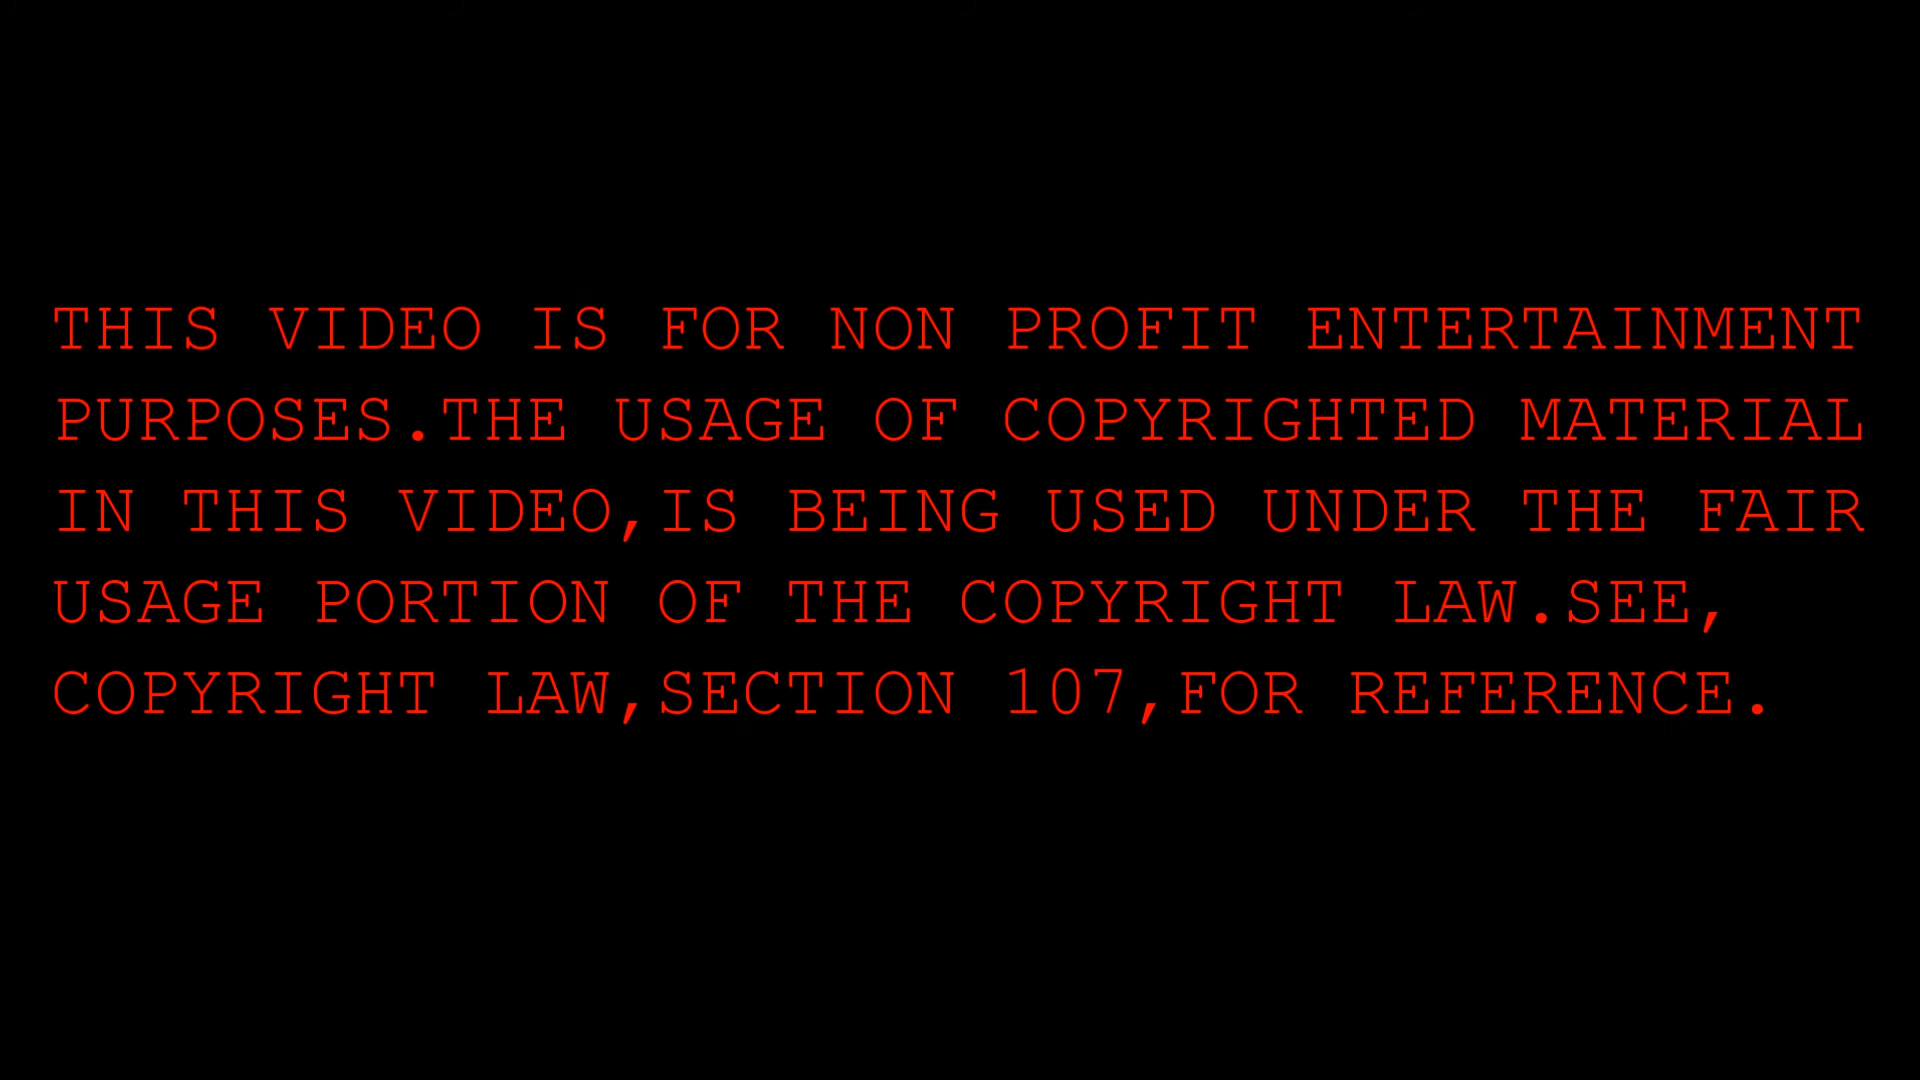 THIS VIDEO IS FOR NON PROFIT ENTERTAINMENT
PURPOSES.THE USAGE OF COPYRIGHTED MATERIAL
IN THIS VIDEO,IS BEING USED UNDER THE FAIR
USAGE PORTION OF THE COPYRIGHT LAW.SEE,
COPYRIGHT LAW,SECTION 107,FOR REFERENCE.